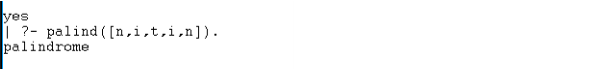 yes
| ?- palind([n,i,t,i,n]).
palindrome